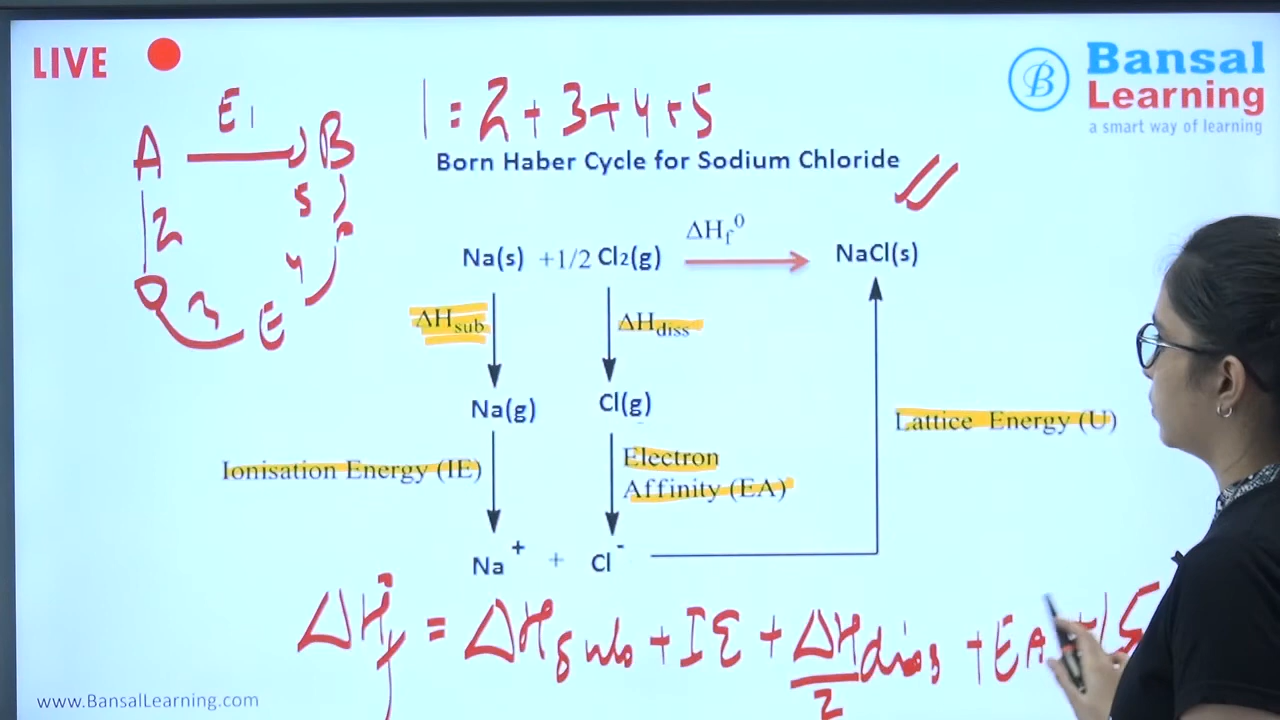 LIVE
Bansal
Learning
a smart way of learning
1 = 2 + 3 + 4 + 5
A E1 B
2 5
4
3 E
Born Haber Cycle for Sodium Chloride
Na(s) +1/2 Cl₂(g) ΔHf⁰ NaCl(s)
ΔHsub ΔHdiss
Na(g) Cl(g)
Lattice Energy (U)
Ionisation Energy (IE) Electron
Affinity (EA)
Na⁺ + Cl⁻
ΔHf = ΔHsub + IE + ΔH/2 diss + EA +
www.BansalLearning.com